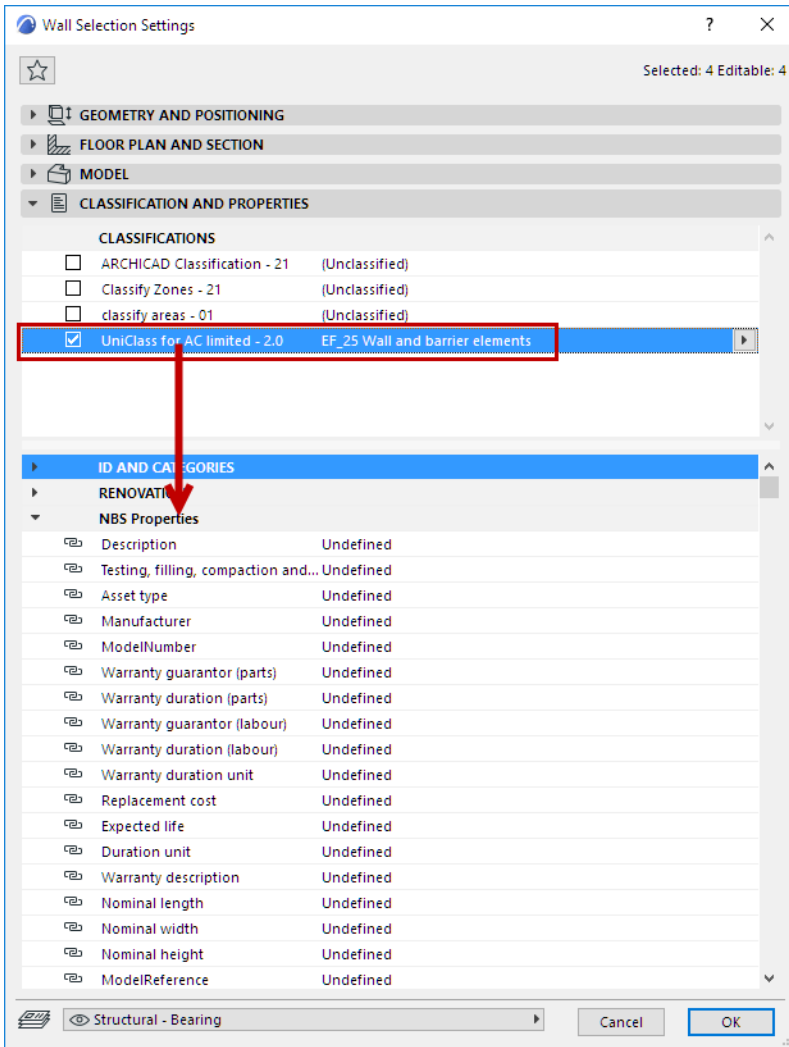 Wall Selection Settings
Selected: 4 Editable: 4
GEOMETRY AND POSITIONING
FLOOR PLAN AND SECTION
MODEL
CLASSIFICATION AND PROPERTIES
CLASSIFICATIONS
ARCHICAD Classification - 21 (Unclassified)
Classify Zones - 21 (Unclassified)
classify areas - 01 (Unclassified)
UniClass for AC limited - 2.0 EF_25 Wall and barrier elements
ID AND CATEGORIES
RENOVATION
NBS Properties
Description Undefined
Testing, filling, compaction and... Undefined
Asset type Undefined
Manufacturer Undefined
ModelNumber Undefined
Warranty guarantor (parts) Undefined
Warranty duration (parts) Undefined
Warranty guarantor (labour) Undefined
Warranty duration (labour) Undefined
Warranty duration unit Undefined
Replacement cost Undefined
Expected life Undefined
Duration unit Undefined
Warranty description Undefined
Nominal length Undefined
Nominal width Undefined
Nominal height Undefined
ModelReference Undefined
Structural - Bearing
Cancel OK